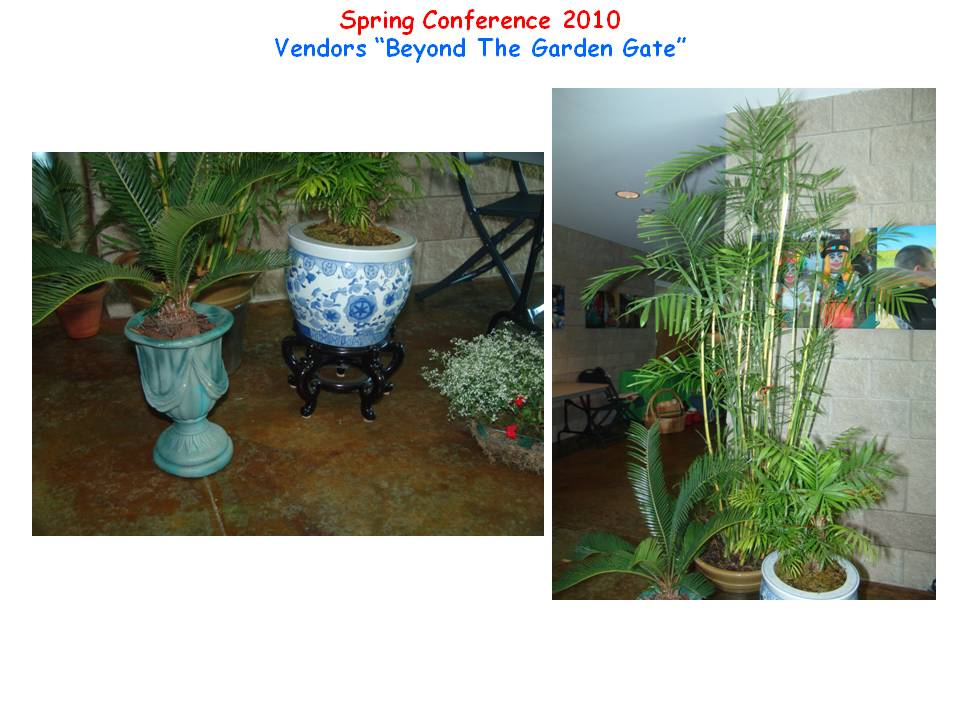 Spring Conference 2010
Vendors “Beyond The Garden Gate”